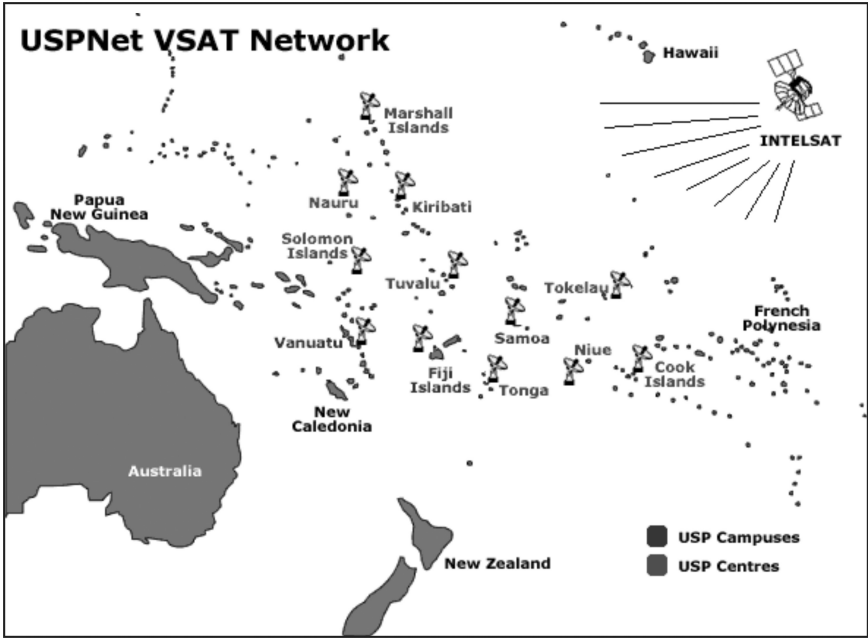 USPNet VSAT Network
Hawaii
INTELSAT
Marshall
Islands
Nauru
Kiribati
Papua
New Guinea
Solomon
Islands
Tuvalu
Tokelau
Samoa
French
Polynesia
Vanuatu
Fiji
Islands
Tonga
Niue
Cook
Islands
New
Caledonia
Australia
New Zealand
USP Campuses
USP Centres